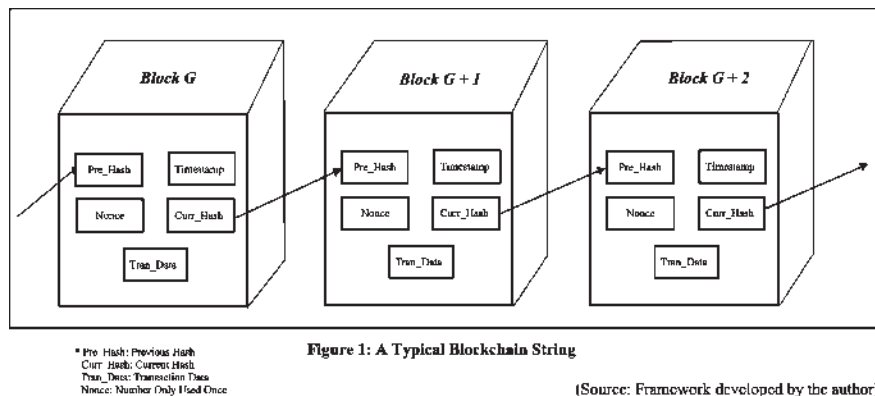 Block G
Block G + 1
Block G + 2
Pre_Hash Timestamp
Nonce Curr_Hash
Tran_Data
Pre_Hash Timestamp
Nonce Curr_Hash
Tran_Data
Pre_Hash Timestamp
Nonce Curr_Hash
Tran_Data
Figure 1: A Typical Blockchain String
* Pre_Hash: Previous Hash
Curr_Hash: Current Hash
Tran_Data: Transaction Data
Nonce: Number Only Used Once
(Source: Framework developed by the author